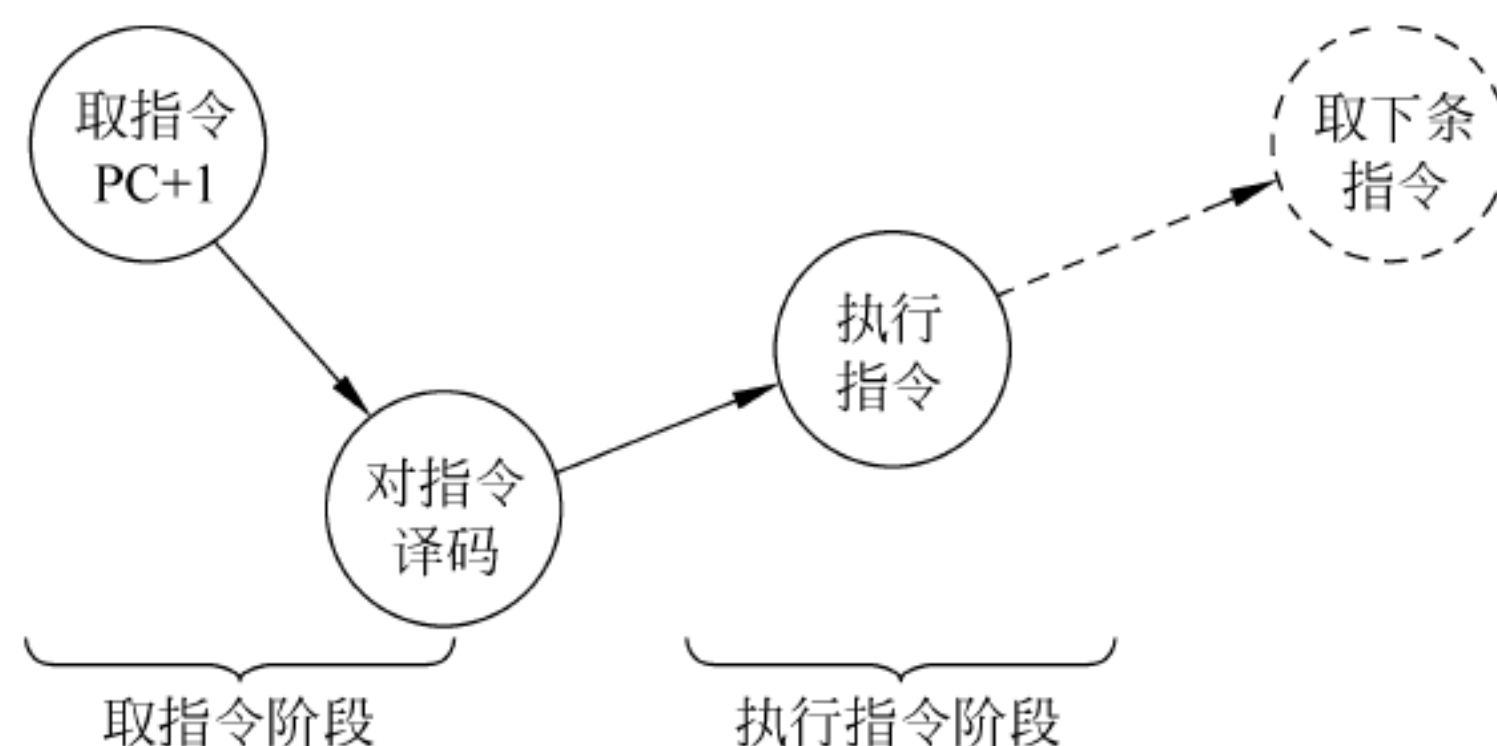 取指令
PC+1
对指令
译码
执行
指令
取下条
指令
取指令阶段
执行指令阶段